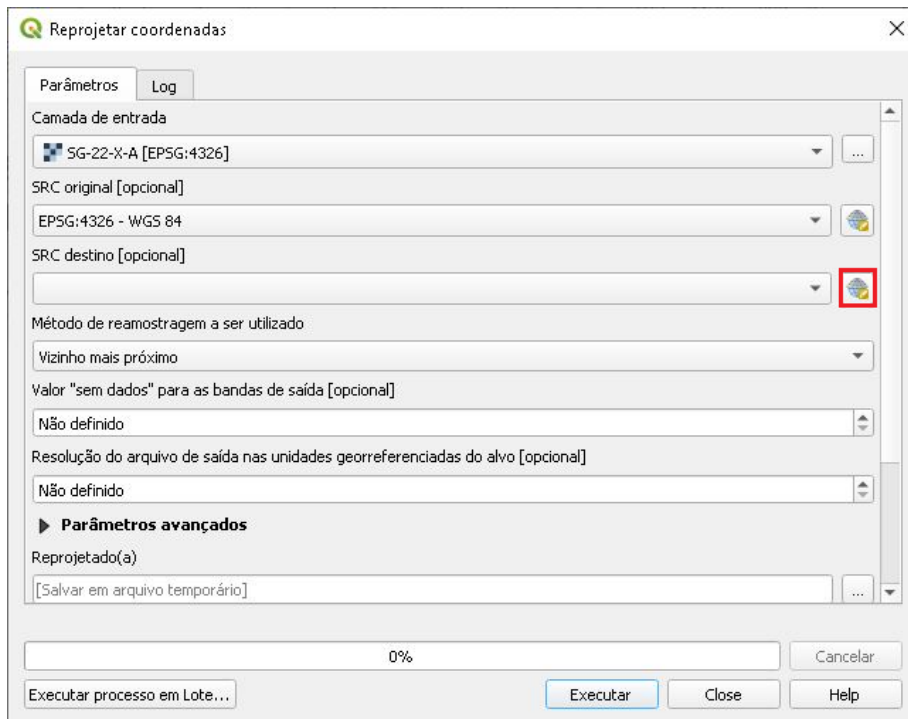 Reprojetar coordenadas
Parâmetros
Log
Camada de entrada
SG-22-X-A [EPSG:4326]
...
SRC original [opcional]
EPSG:4326 - WGS 84
SRC destino [opcional]
Método de reamostragem a ser utilizado
Vizinho mais próximo
Valor "sem dados" para as bandas de saída [opcional]
Não definido
Resolução do arquivo de saída nas unidades georreferenciadas do alvo [opcional]
Não definido
Parâmetros avançados
Reprojetado(a)
[Salvar em arquivo temporário]
...
0%
Cancelar
Executar processo em Lote...
Executar
Close
Help